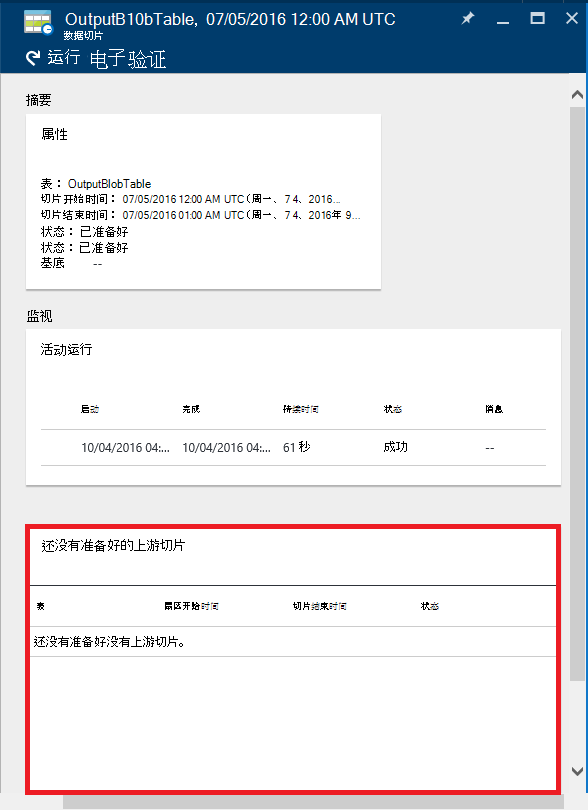 OutputB10bTable, 07/05/2016 12:00 AM UTC
数据切片
运行 电子验证
摘要
属性
表： OutputBlobTable
切片开始时间： 07/05/2016 12:00 AM UTC（周一、7 4、2016...
切片结束时间： 07/05/2016 01:00 AM UTC（周一、7 4、2016年 9...
状态： 已准备好
状态： 已准备好
基底 --
监视
活动运行
启动 完成 持续时间 状态 消息
10/04/2016 04:... 10/04/2016 04:... 61 秒 成功 --
还没有准备好的上游切片
表 扇区开始时间 切片结束时间 状态
还没有准备好没有上游切片。